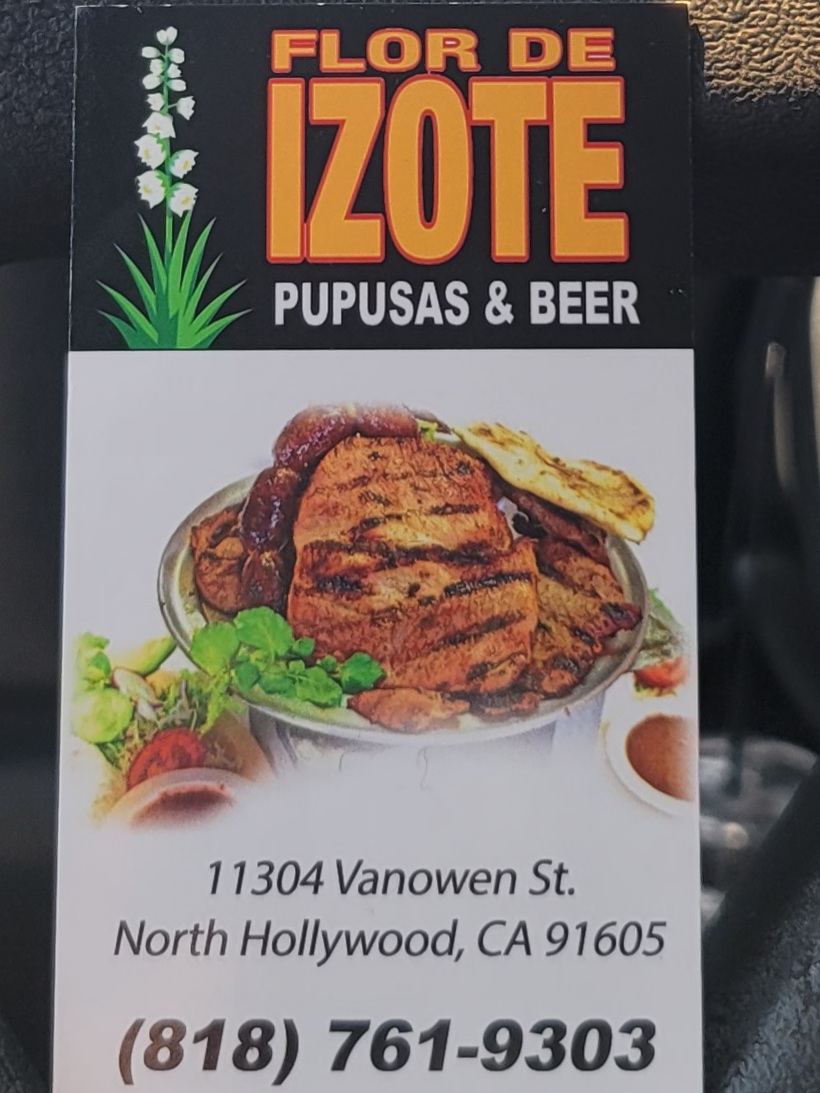 FLOR DE
IZOTE
PUPUSAS & BEER
11304 Vanowen St.
North Hollywood, CA 91605
(818) 761-9303